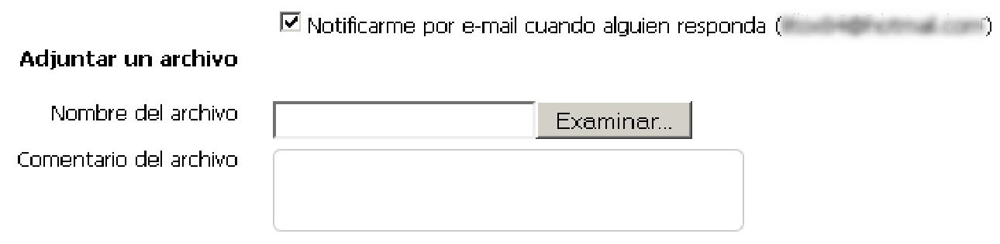 Notificarme por e-mail cuando alguien responda ( )
Adjuntar un archivo
Nombre del archivo
Examinar...
Comentario del archivo